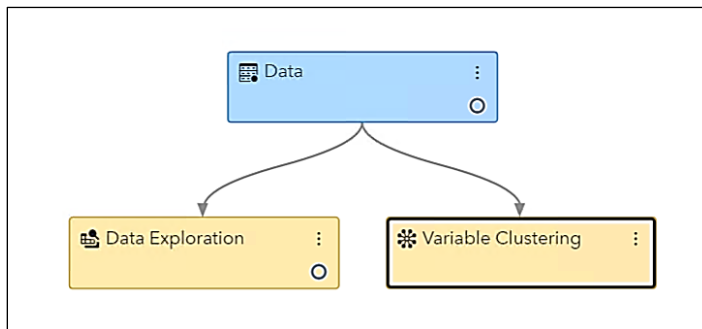 Data
Data Exploration
Variable Clustering